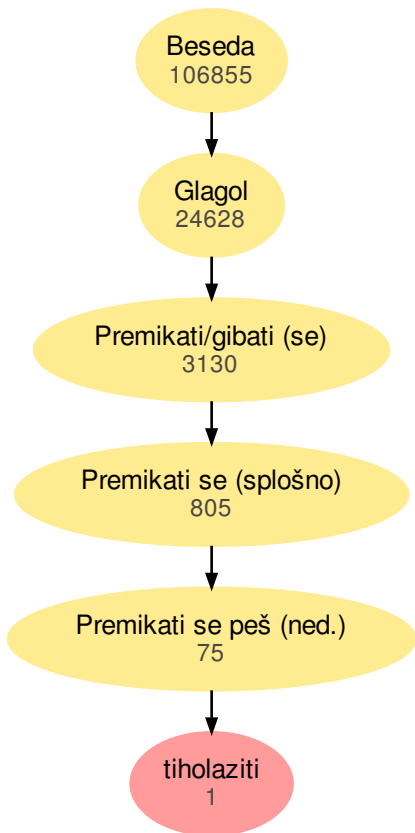 Beseda
106855
Glagol
24628
Premikati/gibati (se)
3130
Premikati se (splošno)
805
Premikati se peš (ned.)
75
tiholaziti
1